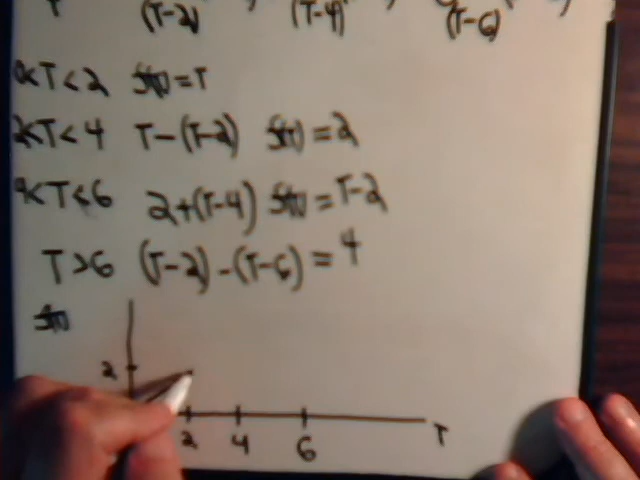 (T-2) (T-4) (T-6)
0<T<2 f(T)=T
2<T<4 T-(T-2) f(T)=2
4<T<6 2+(T-4) f(T)=T-2
T>6 (T-2)-(T-6)=4
f(T)
2
2 4 6 T